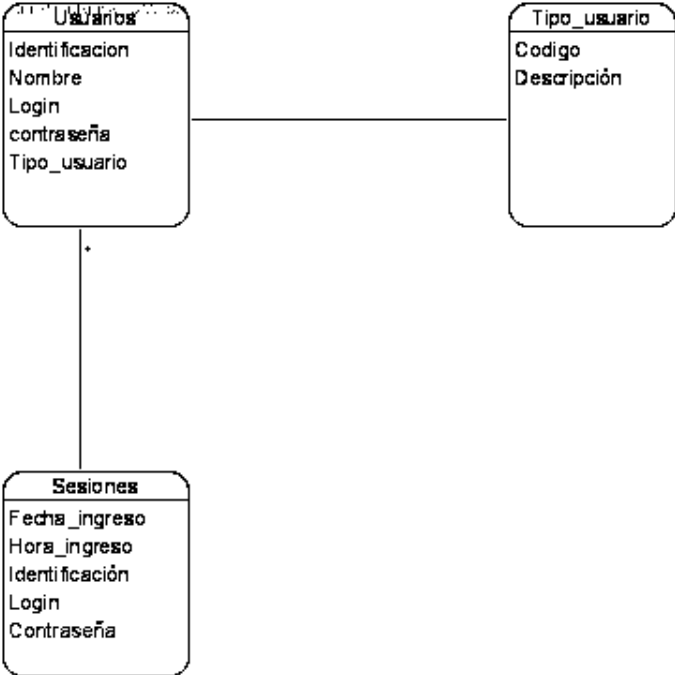 Usuarios
Identificacion
Nombre
Login
contraseña
Tipo_usuario
Tipo_usuario
Codigo
Descripción
*
Sesiones
Fecha_ingreso
Hora_ingreso
Identificación
Login
Contraseña